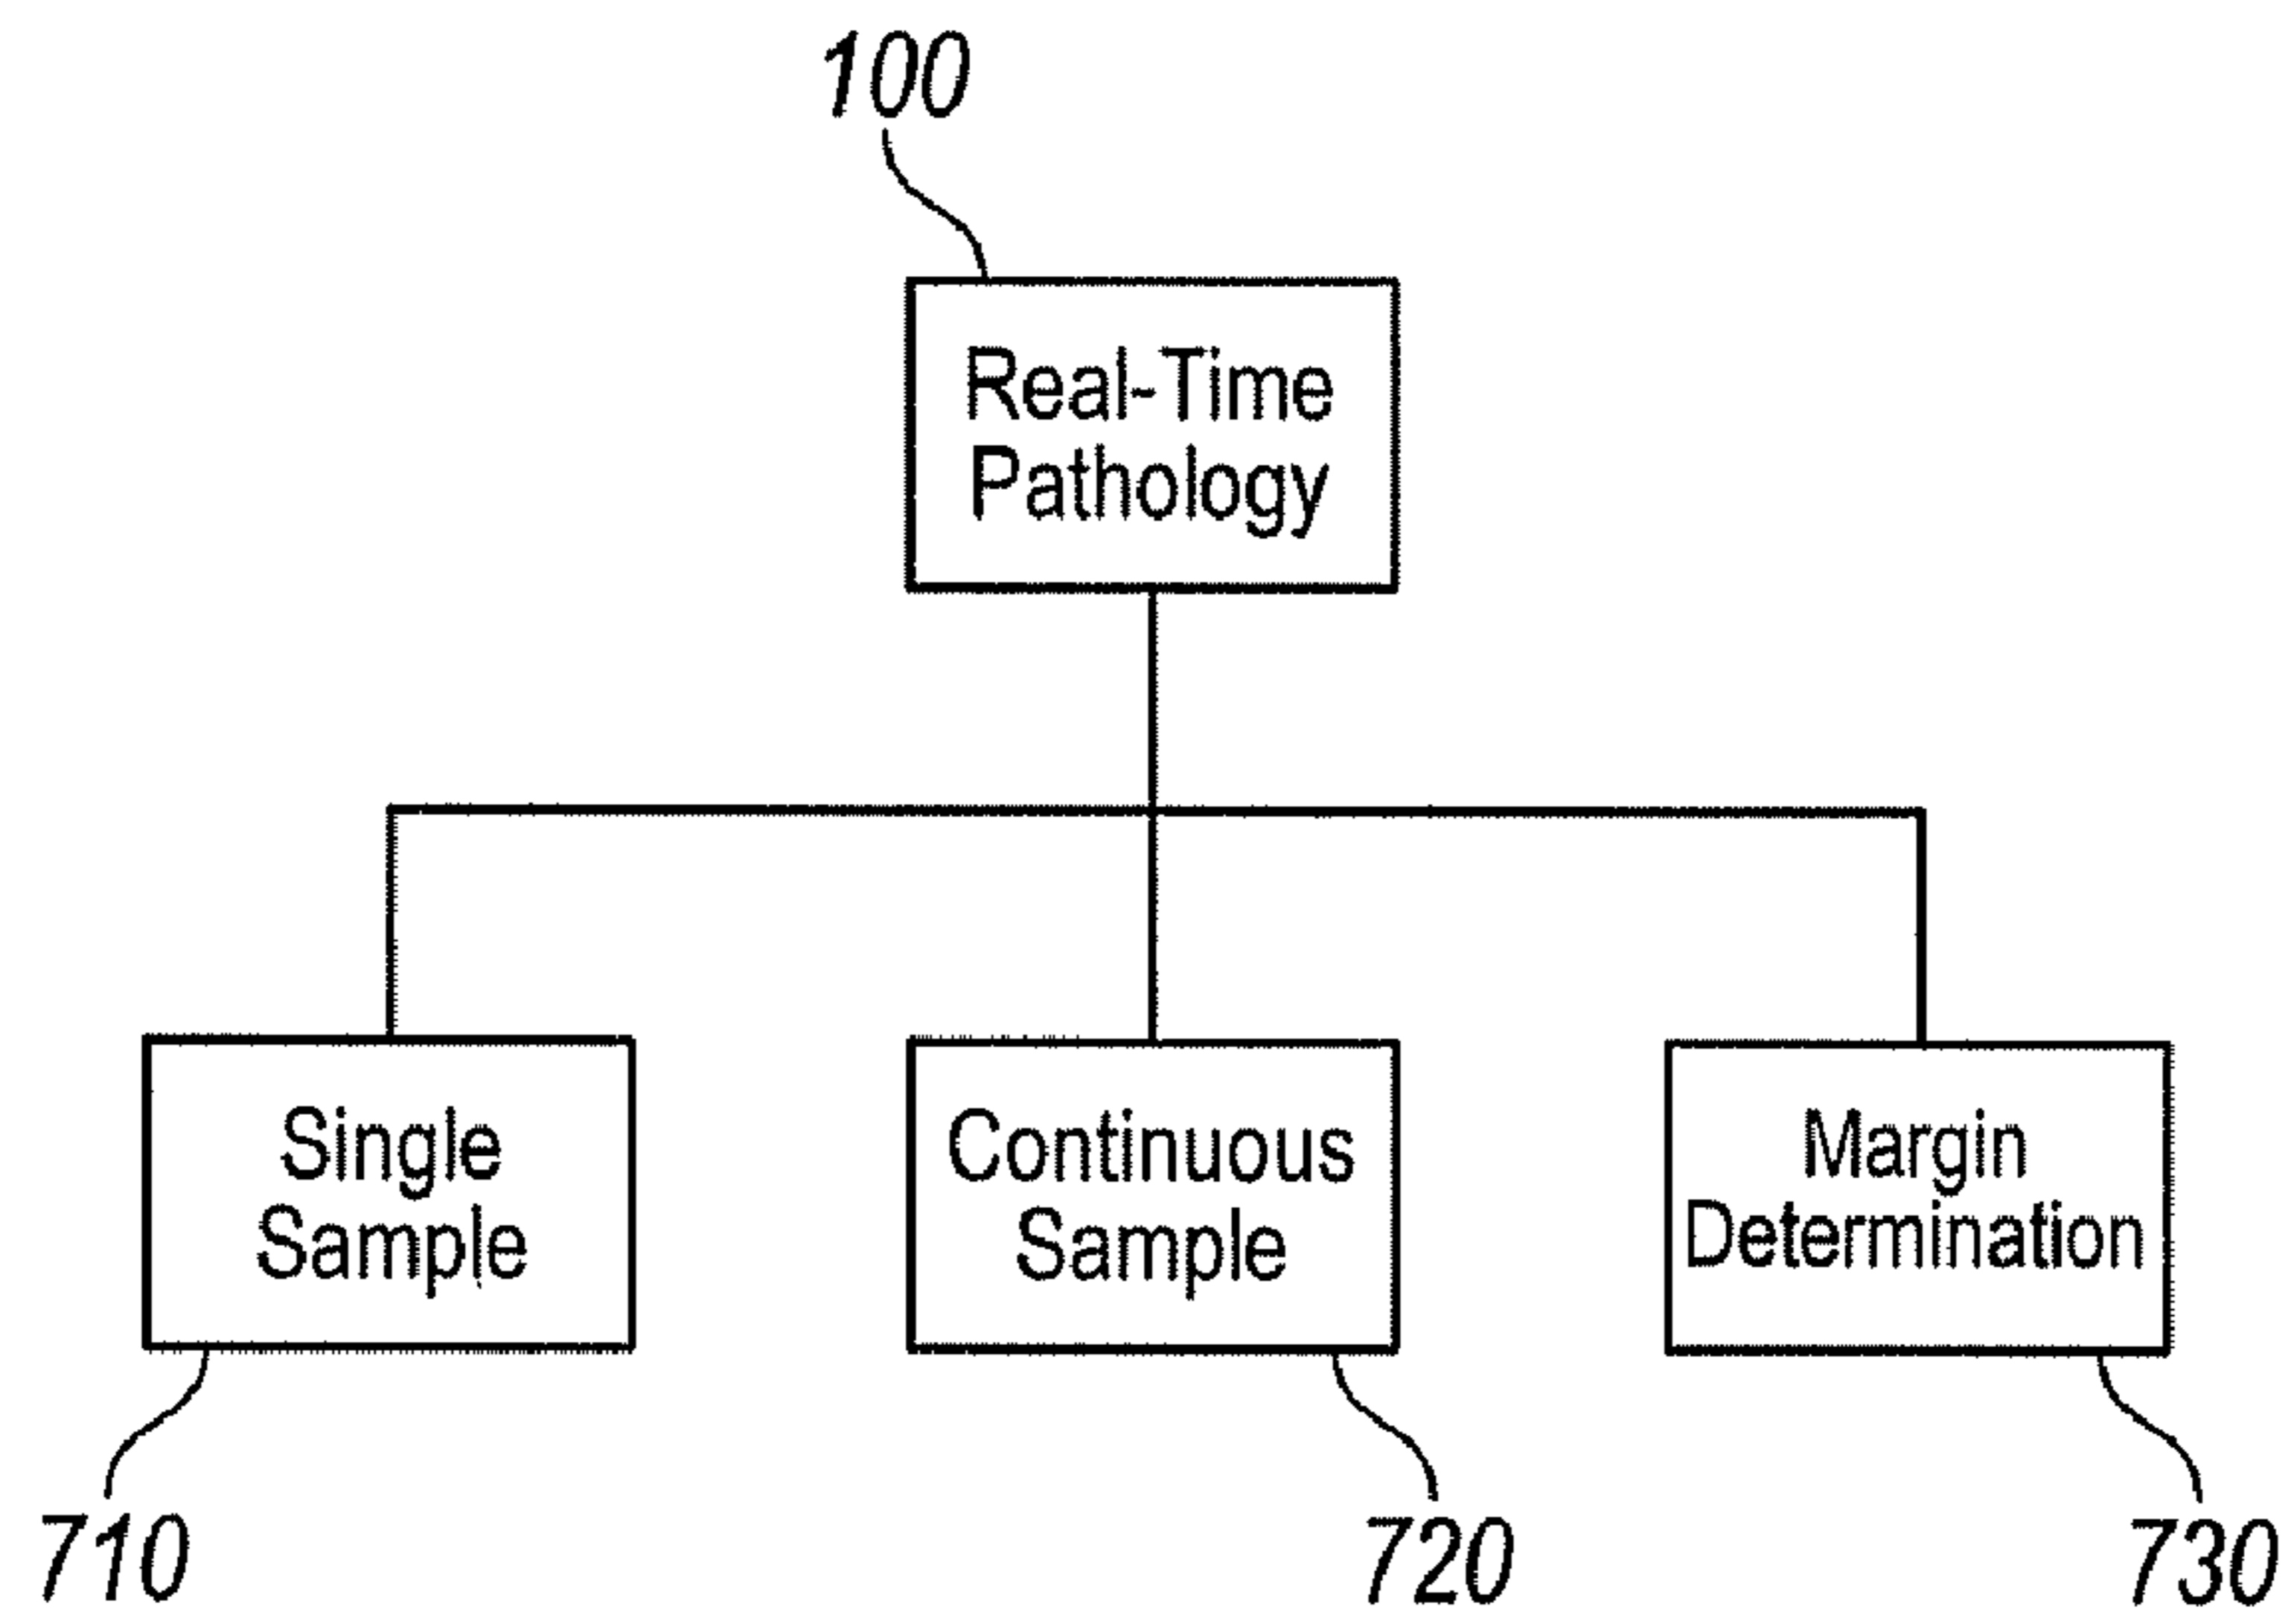 100
Real-Time
Pathology
Single
Sample
Continuous
Sample
Margin
Determination
710
720
730